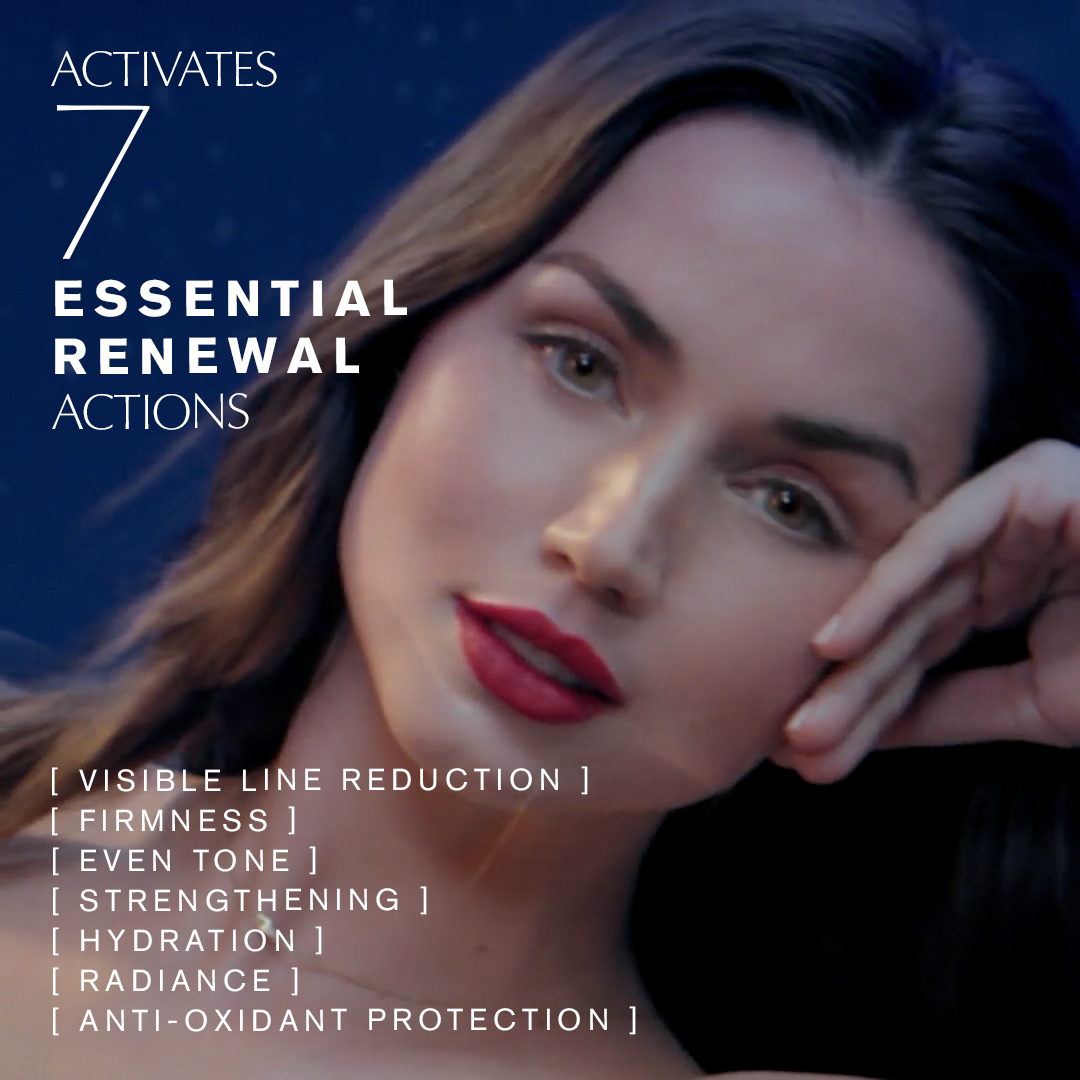 ACTIVATES
7
ESSENTIAL
RENEWAL
ACTIONS
[ VISIBLE LINE REDUCTION ]
[ FIRMNESS ]
[ EVEN TONE ]
[ STRENGTHENING ]
[ HYDRATION ]
[ RADIANCE ]
[ ANTI-OXIDANT PROTECTION ]